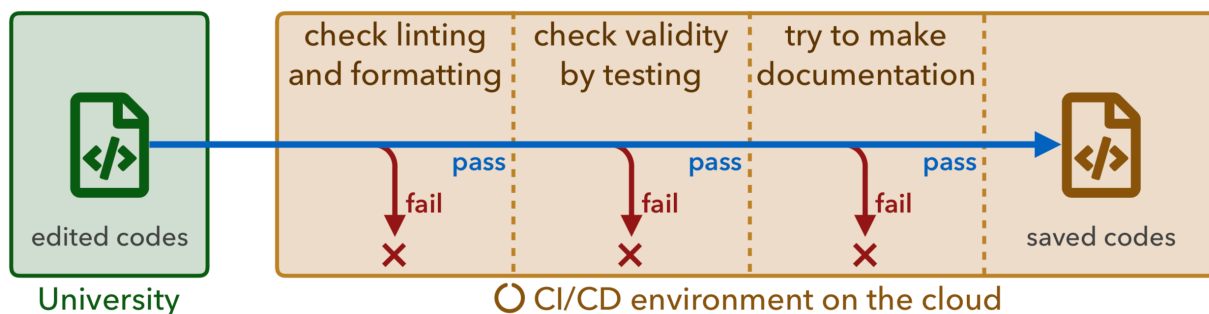 check linting
and formatting
check validity
by testing
try to make
documentation
</>
</>
pass
pass
pass
fail
fail
fail
edited codes
saved codes
University
CI/CD environment on the cloud